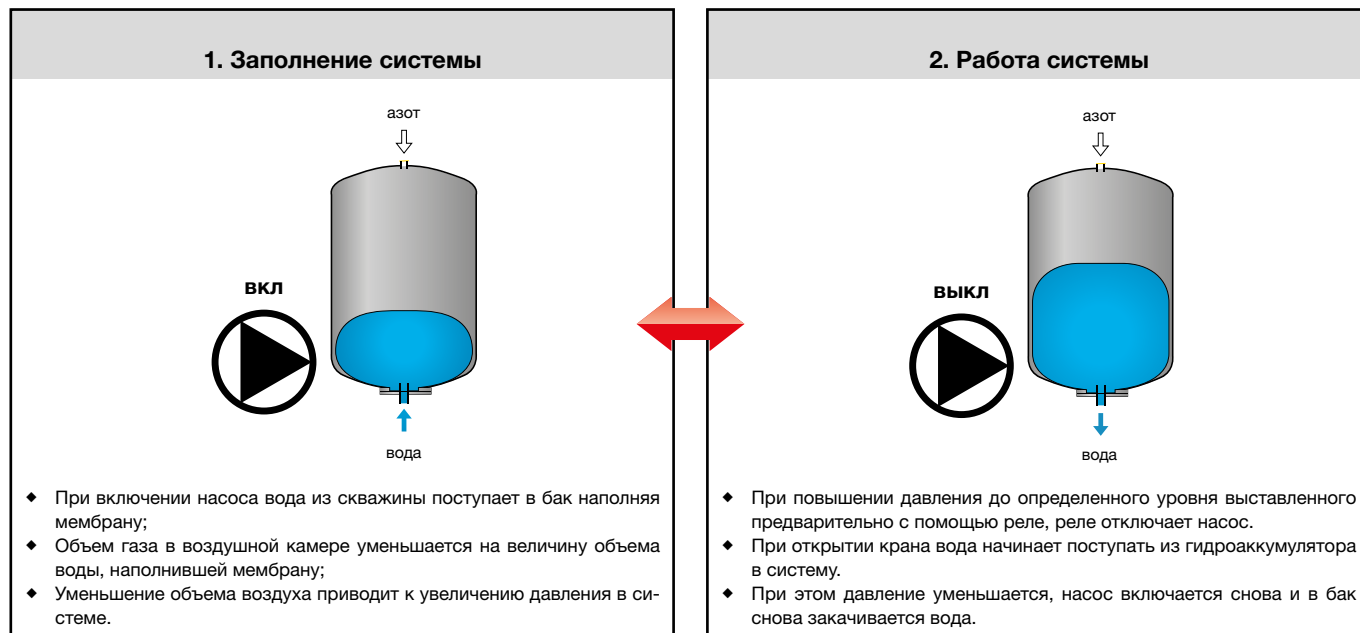 1. Заполнение системы
азот
ВКЛ
вода
◆ При включении насоса вода из скважины поступает в бак наполняя
мембрану;
◆ Объем газа в воздушной камере уменьшается на величину объема
воды, наполнившей мембрану;
◆ Уменьшение объема воздуха приводит к увеличению давления в си-
стеме.
2. Работа системы
азот
ВЫКЛ
вода
◆ При повышении давления до определенного уровня выставленного
предварительно с помощью реле, реле отключает насос.
◆ При открытии крана вода начинает поступать из гидроаккумулятора
в систему.
◆ При этом давление уменьшается, насос включается снова и в бак
снова закачивается вода.